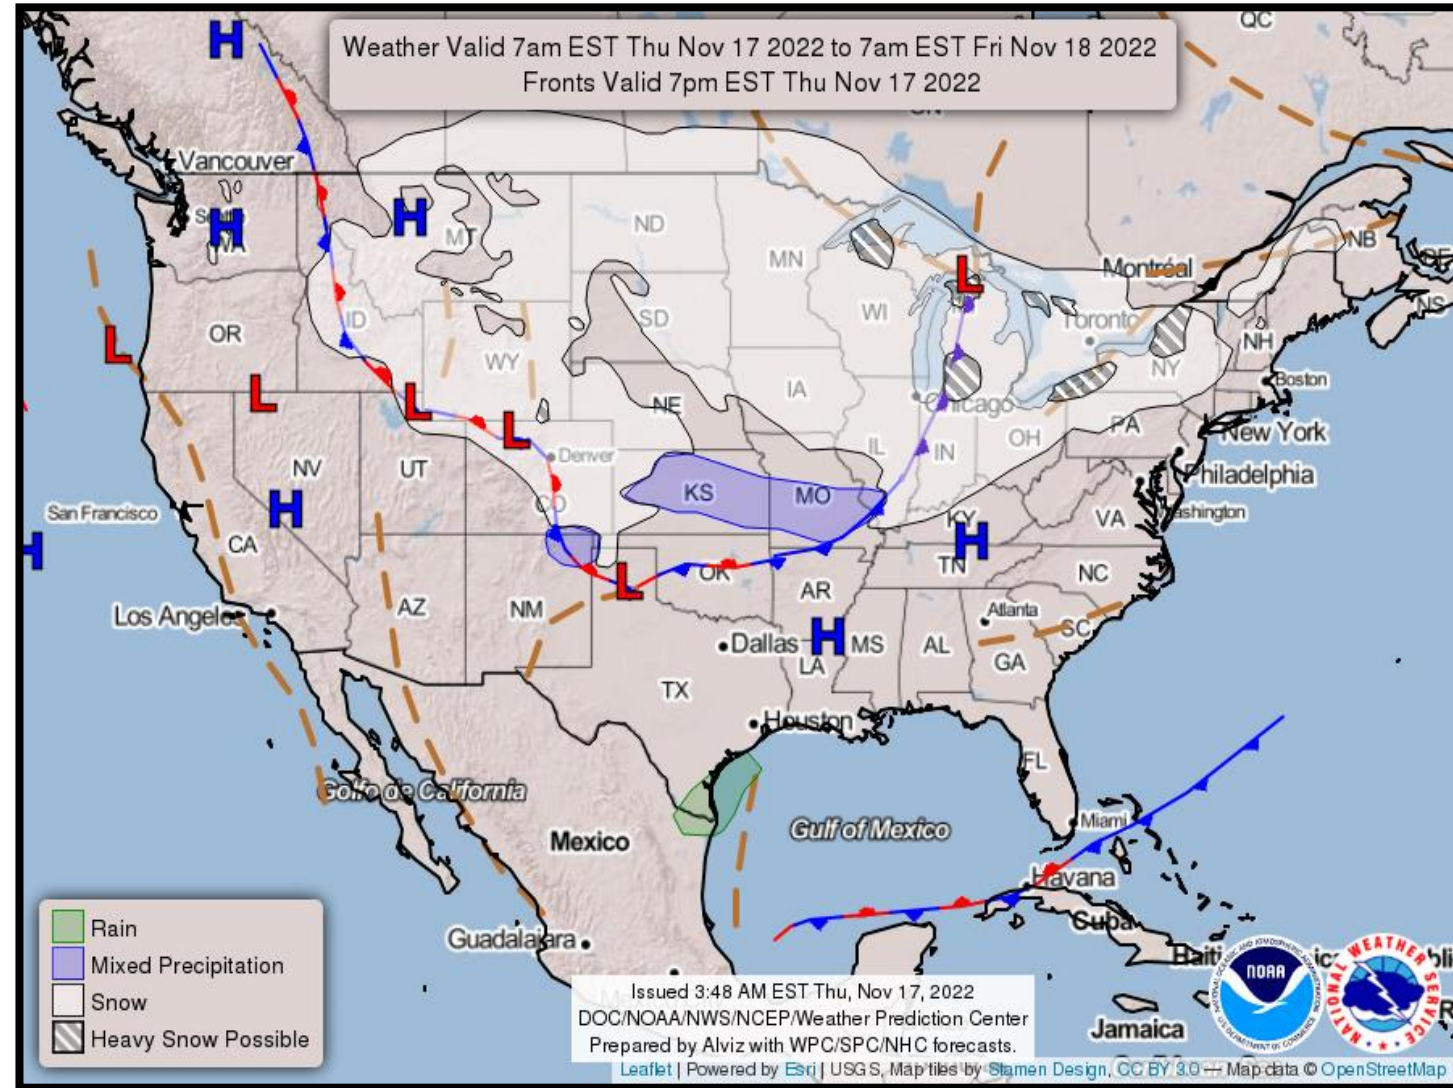 Weather Valid 7am EST Thu Nov 17 2022 to 7am EST Fri Nov 18 2022
Fronts Valid 7pm EST Thu Nov 17 2022
QC
H
Vancouver
H
WA
H
MT
ND
MN
L
Montréal
NB
NS
L
OR
ID
WY
SD
WI
Toronto
NY
NH
Boston
L
L
L
NE
IA
Chicago
PA
New York
Denver
IL
IN
OH
Philadelphia
NV
UT
CO
KS
MO
San Francisco
H
KY
VA
H
CA
H
TN
NC
L
OK
AR
Los Angeles
AZ
NM
Atlanta
SC
Dallas
H
MS
AL
GA
LA
TX
Houston
FL
Golfo de California
Mexico
Gulf of Mexico
Miami
Havana
Cuba
Guadalajara
Haiti
Jamaica
Rain
Mixed Precipitation
Snow
Heavy Snow Possible
Issued 3:48 AM EST Thu, Nov 17, 2022
DOC/NOAA/NWS/NCEP/Weather Prediction Center
Prepared by Alviz with WPC/SPC/NHC forecasts.
NOAA
NATIONAL WEATHER SERVICE
Leaflet | Powered by Esri | USGS, Map tiles by Stamen Design, CC BY 3.0 — Map data © OpenStreetMap